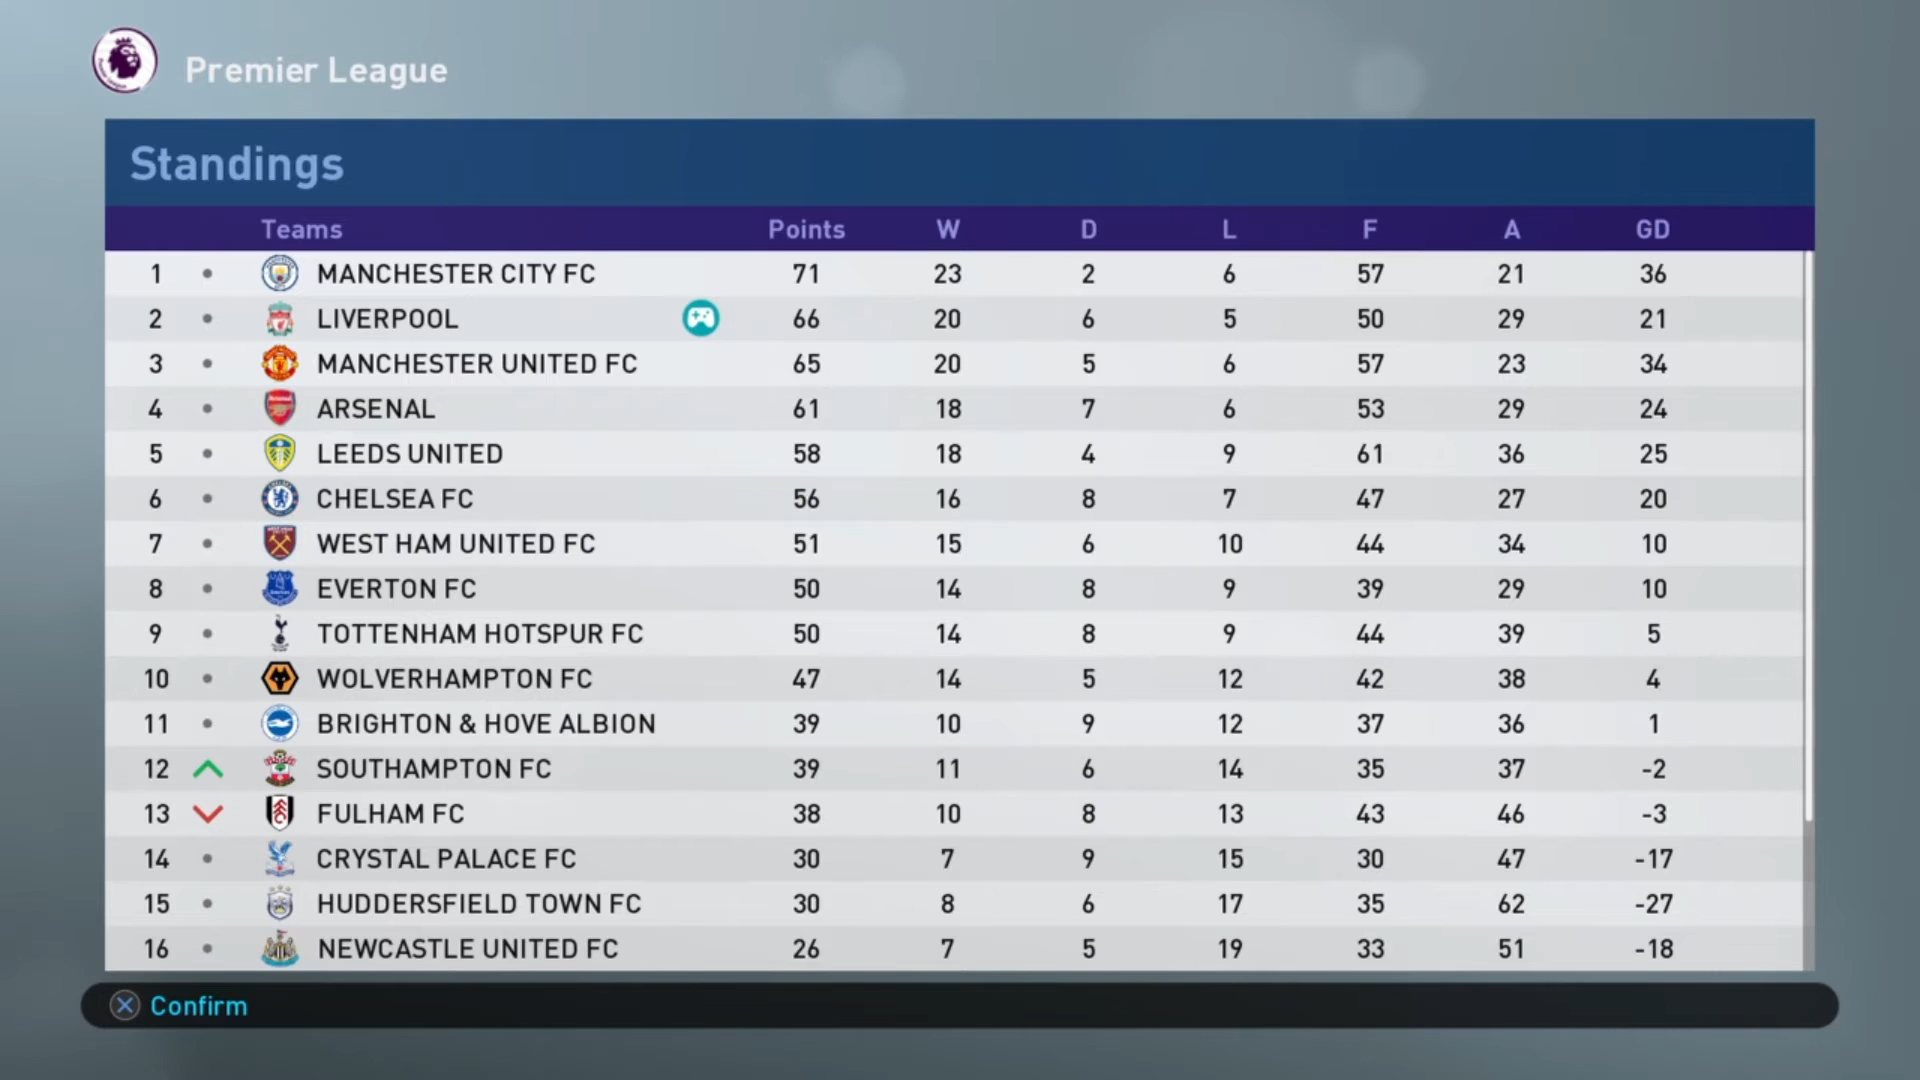 Premier League
Standings
Teams Points W D L F A GD
1 MANCHESTER CITY FC 71 23 2 6 57 21 36
2 LIVERPOOL 66 20 6 5 50 29 21
3 MANCHESTER UNITED FC 65 20 5 6 57 23 34
4 ARSENAL 61 18 7 6 53 29 24
5 LEEDS UNITED 58 18 4 9 61 36 25
6 CHELSEA FC 56 16 8 7 47 27 20
7 WEST HAM UNITED FC 51 15 6 10 44 34 10
8 EVERTON FC 50 14 8 9 39 29 10
9 TOTTENHAM HOTSPUR FC 50 14 8 9 44 39 5
10 WOLVERHAMPTON FC 47 14 5 12 42 38 4
11 BRIGHTON & HOVE ALBION 39 10 9 12 37 36 1
12 SOUTHAMPTON FC 39 11 6 14 35 37 -2
13 FULHAM FC 38 10 8 13 43 46 -3
14 CRYSTAL PALACE FC 30 7 9 15 30 47 -17
15 HUDDERSFIELD TOWN FC 30 8 6 17 35 62 -27
16 NEWCASTLE UNITED FC 26 7 5 19 33 51 -18
Confirm